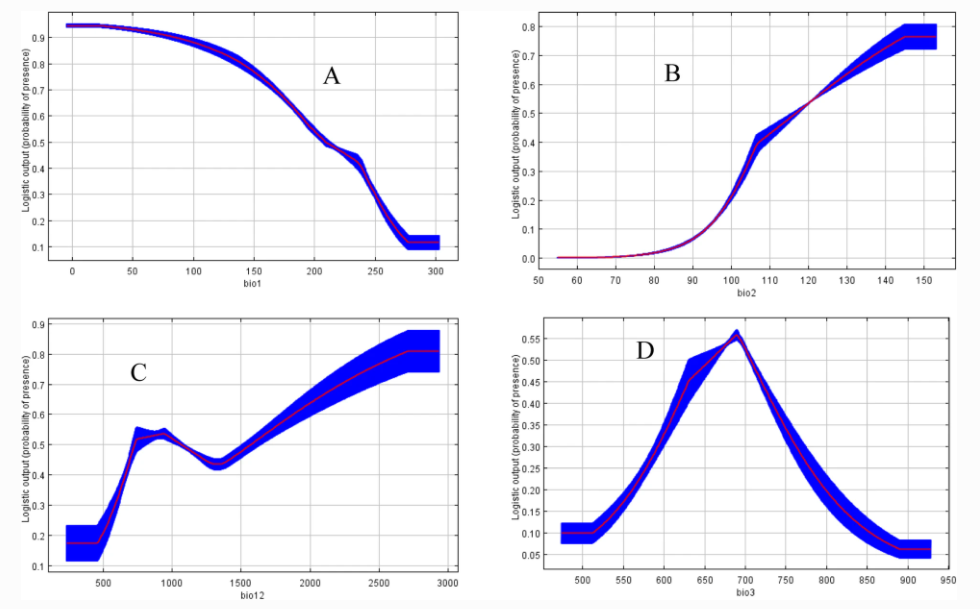 Logistic output (probability of presence)
0.9
0.8
0.7
0.6
0.5
0.4
0.3
0.2
0.1
A
0 50 100 150 200 250 300
bio1
Logistic output (probability of presence)
0.8
0.7
0.6
0.5
0.4
0.3
0.2
0.1
0.0
B
50 60 70 80 90 100 110 120 130 140 150
bio2
Logistic output (probability of presence)
0.9
0.8
0.7
0.6
0.5
0.4
0.3
0.2
0.1
C
500 1000 1500 2000 2500 3000
bio12
Logistic output (probability of presence)
0.55
0.50
0.45
0.40
0.35
0.30
0.25
0.20
0.15
0.10
0.05
D
500 550 600 650 700 750 800 850 900 950
bio3